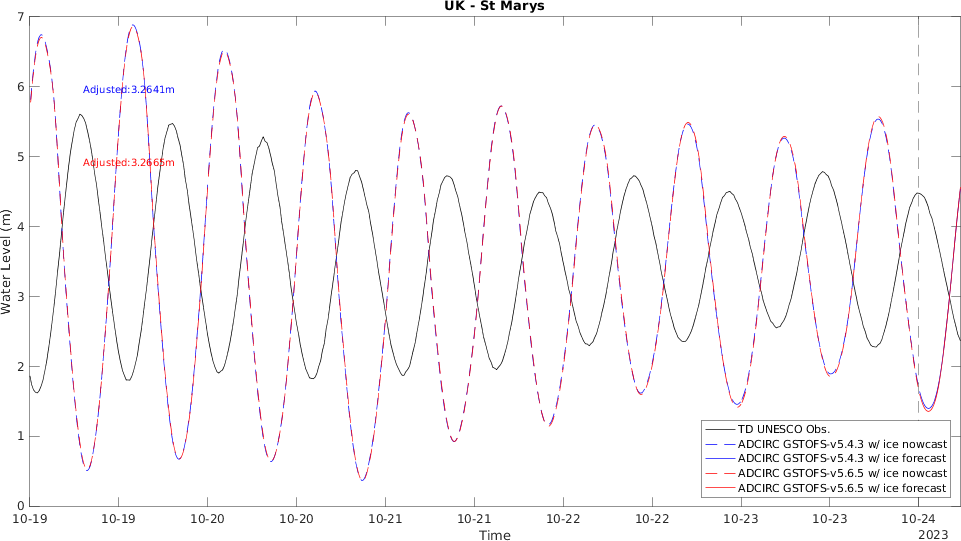 UK - St Marys
7
6
5
4
3
2
1
0
Water Level (m)
Adjusted:3.2641m
Adjusted:3.2665m
TD UNESCO Obs.
ADCIRC GSTOFS-v5.4.3 w/ ice nowcast
ADCIRC GSTOFS-v5.4.3 w/ ice forecast
ADCIRC GSTOFS-v5.6.5 w/ ice nowcast
ADCIRC GSTOFS-v5.6.5 w/ ice forecast
10-19 10-19 10-20 10-20 10-21 10-21 10-22 10-22 10-23 10-23 10-24
2023
Time